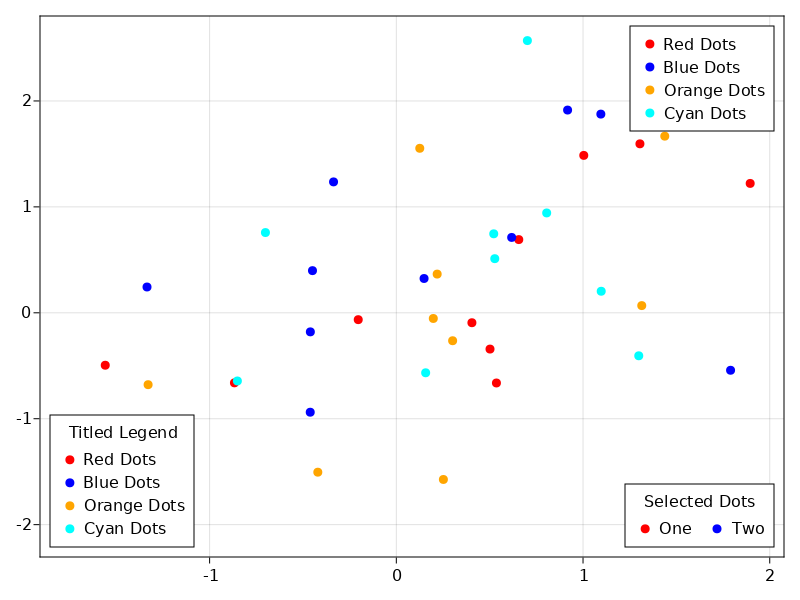 Red Dots
Blue Dots
Orange Dots
Cyan Dots
2
1
0
-1
-2
Titled Legend
Red Dots
Blue Dots
Orange Dots
Cyan Dots
Selected Dots
One Two
-1 0 1 2